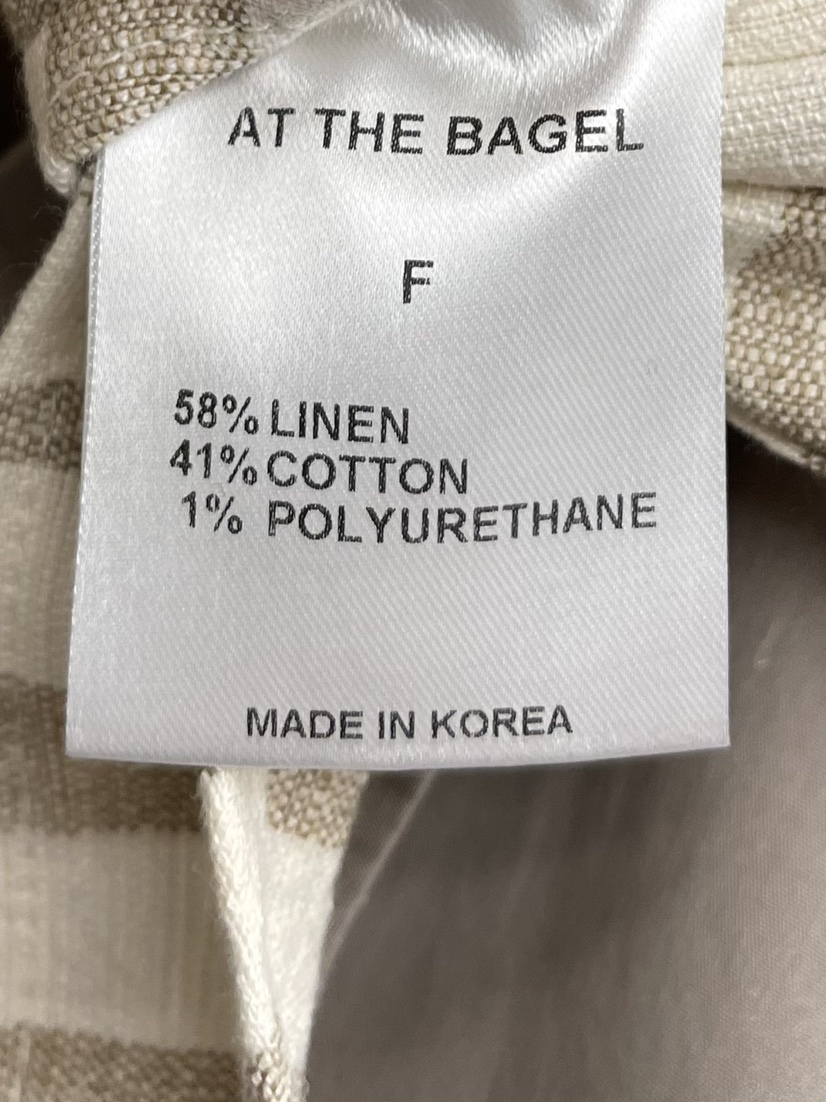 AT THE BAGEL
F
58% LINEN
41% COTTON
1% POLYURETHANE
MADE IN KOREA